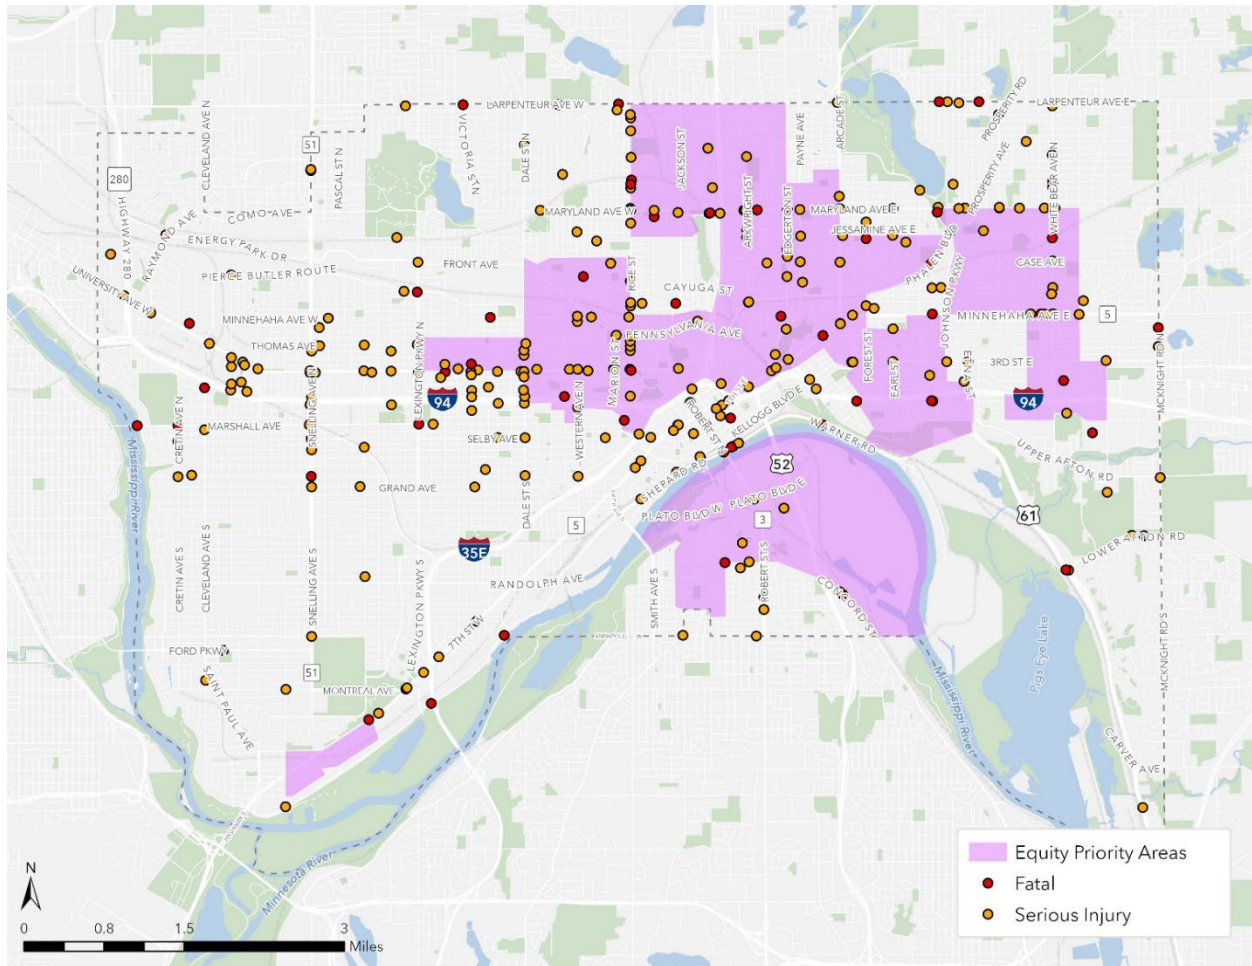 LARPENTEUR AVE W
LARPENTEUR AVE E
PROSPERITY RD
CLEVELAND AVE N
51
PASCAL ST N
VICTORIA ST N
DALE ST N
JACKSON ST
PAYNE AVE
ARCADE ST
280
HIGHWAY 280
COMO AVE
RAYMOND AVE
ENERGY PARK DR
PIERCE BUTLER ROUTE
UNIVERSITY AVE W
MARYLAND AVE W
ARKWRIGHT ST
EDGERTON ST
MARYLAND AVE E
JESSAMINE AVE E
PROSPERITY AVE
WHITE BEAR AVE N
FRONT AVE
RICE ST
CAYUGA ST
PHALEN BLVD
CASE AVE
JOHNSON PKWY
MINNEHAHA AVE W
PENNSYLVANIA AVE
MINNEHAHA AVE E
5
THOMAS AVE
LEXINGTON PKWY N
MARION ST
FOREST ST
EARL ST
ETNA ST
3RD ST E
MCKNIGHT RD N
94
94
SNELLING AVE N
CRETIN AVE N
MARSHALL AVE
SELBY AVE
WESTERN AVE N
ROBERT ST N
KELLOGG BLVD E
WARNER RD
UPPER AFTON RD
Mississippi River
GRAND AVE
DALE ST S
SHEPARD RD
52
PLATO BLVD W
PLATO BLVD E
61
5
3
35E
LOWER AFTON RD
CRETIN AVE S
CLEVELAND AVE S
SNELLING AVE S
LEXINGTON PKWY S
RANDOLPH AVE
SMITH AVE S
ROBERT ST S
CONCORD ST
7TH ST W
ANNAPOLIS ST W
FORD PKWY
51
MONTREAL AVE
SAINT PAUL AVE
Pigs Eye Lake
Mississippi River
MCKNIGHT RD S
CARVER AVE
Minnesota River
Equity Priority Areas
Fatal
Serious Injury
N
0 0.8 1.5 3
Miles